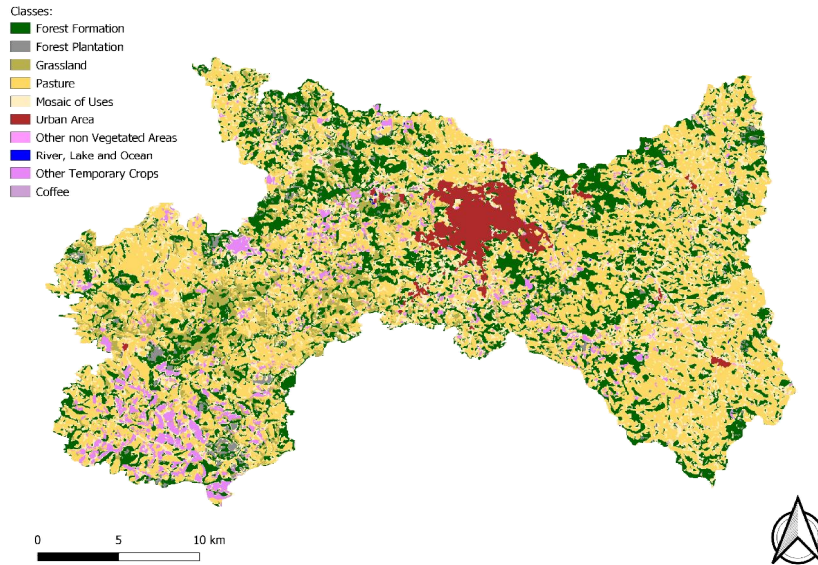 Classes:
Forest Formation
Forest Plantation
Grassland
Pasture
Mosaic of Uses
Urban Area
Other non Vegetated Areas
River, Lake and Ocean
Other Temporary Crops
Coffee
0 5 10 km